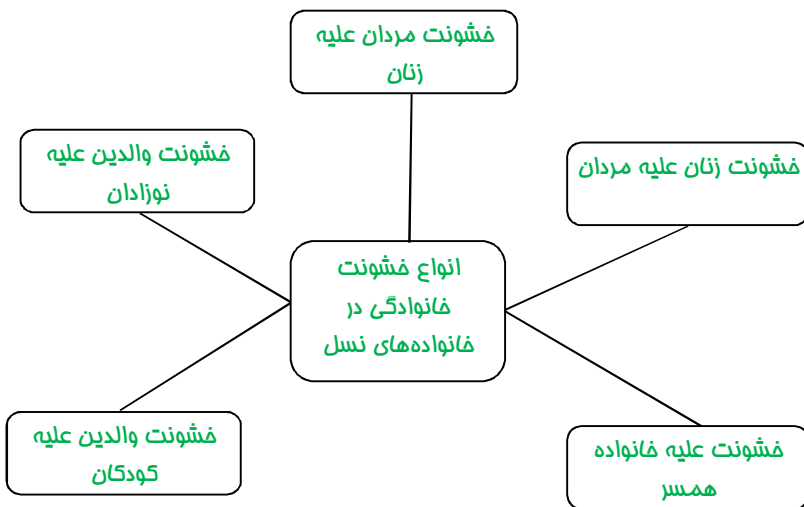 خشونت مردان علیه
زنان
خشونت زنان علیه مردان
خشونت والدین علیه
نوزادان
انواع خشونت
خانوادگی در
خانواده‌های نسل
خشونت علیه خانواده
همسر
خشونت والدین علیه
کودکان